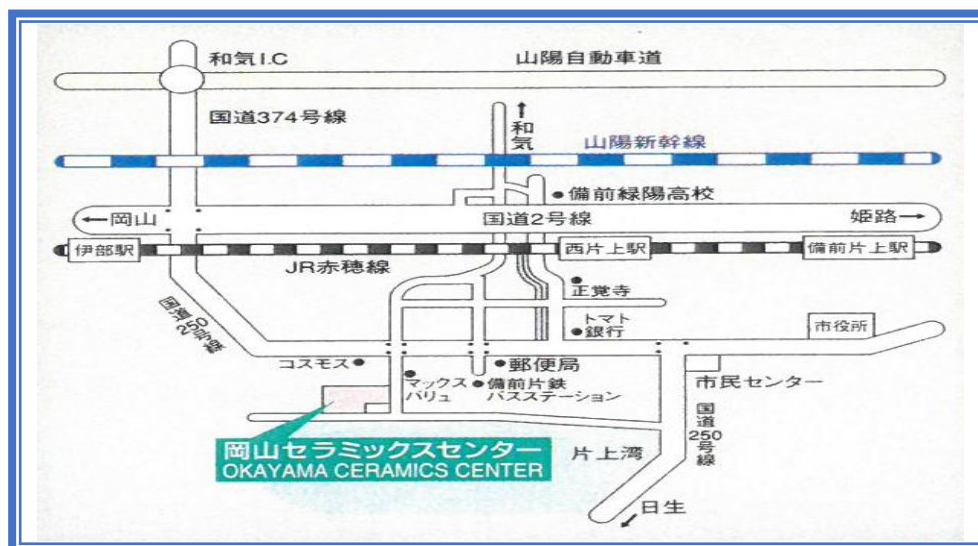 和気I.C
山陽自動車道
国道374号線
和気
山陽新幹線
備前緑陽高校
←岡山
国道2号線
姫路→
伊部駅
西片上駅
備前片上駅
JR赤穂線
正覚寺
国道250号線
トマト
銀行
市役所
コスモス
郵便局
マックス
バリュ
備前片鉄
バスステーション
市民センター
国道250号線
岡山セラミックスセンター
OKAYAMA CERAMICS CENTER
片上湾
日生